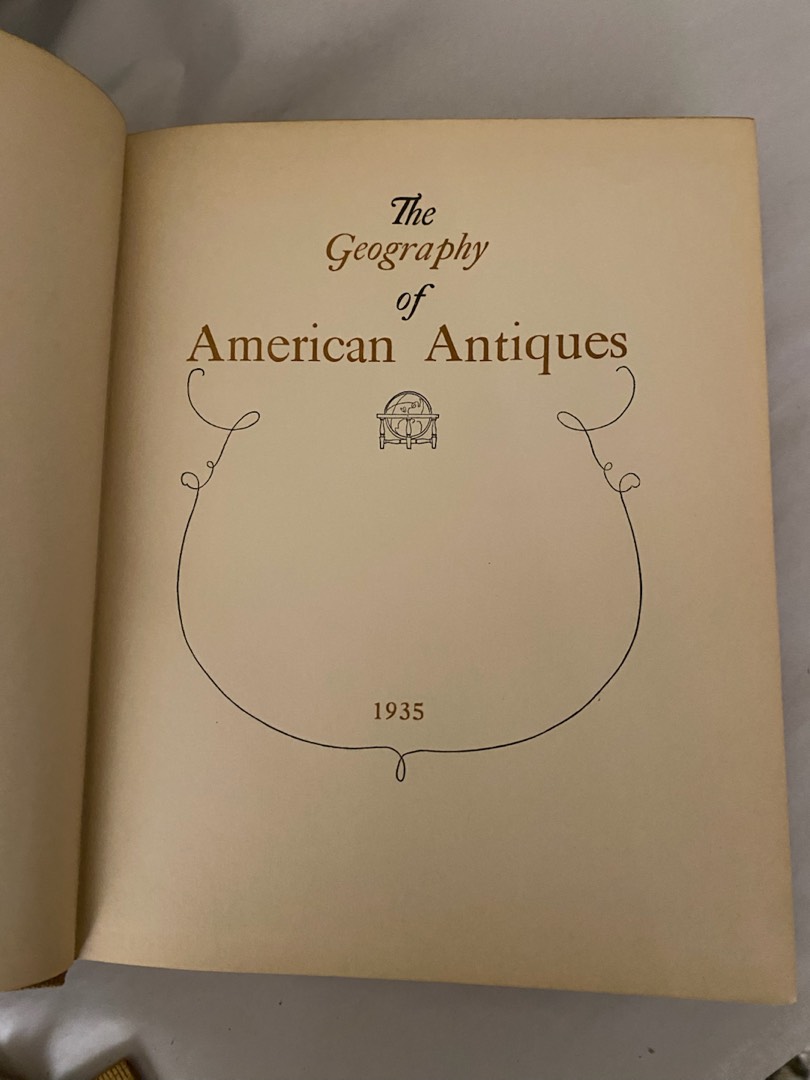 The
Geography
of
American Antiques
1935